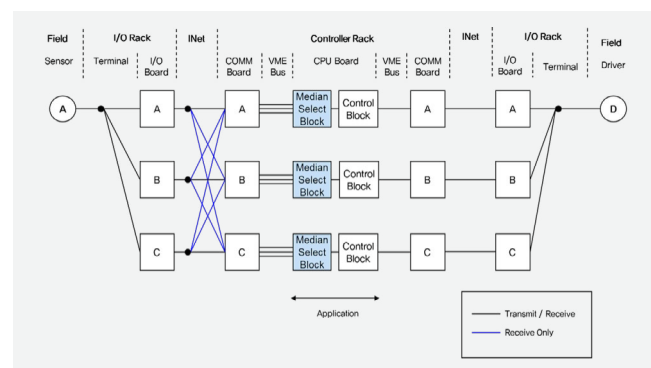 Field I/O Rack INet Controller Rack INet I/O Rack Field
Sensor Terminal I/O Board COMM Board VME Bus CPU Board VME Bus COMM Board I/O Board Terminal Driver
A A A Median Select Block Control Block A A D
B B Median Select Block Control Block B B
C C Median Select Block Control Block C C
Application
Transmit / Receive
Receive Only